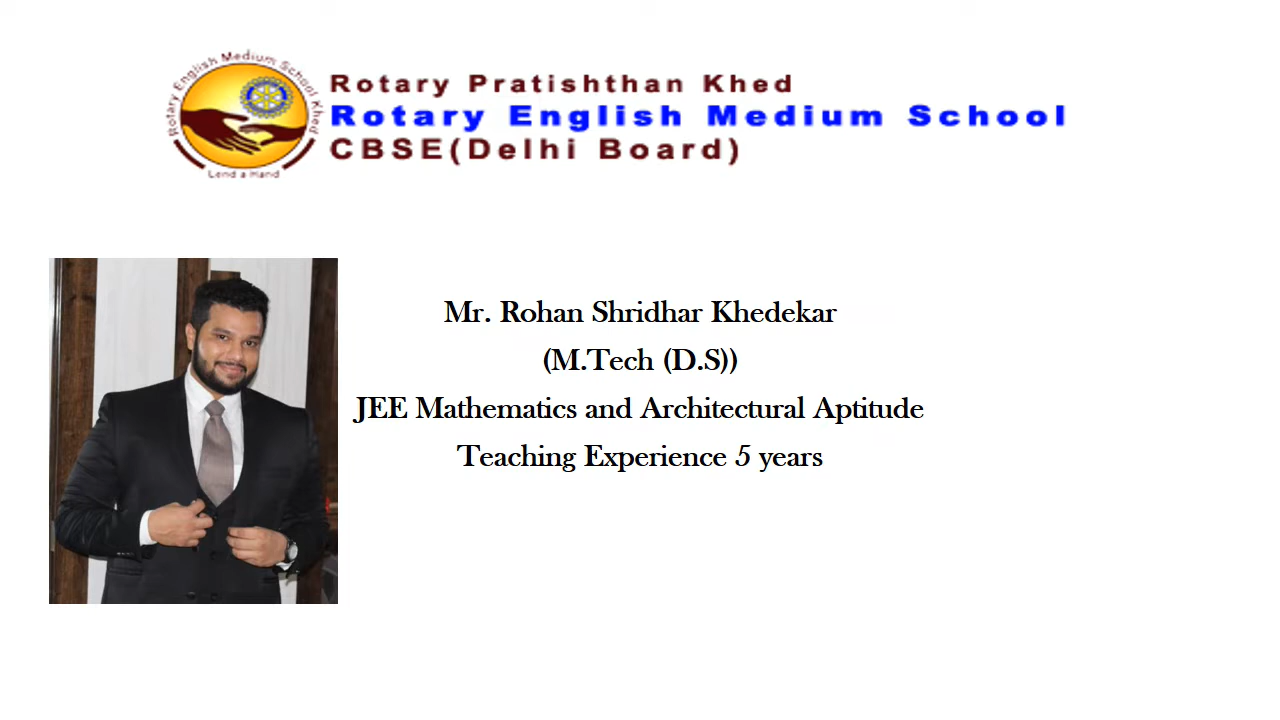 Rotary English Medium School Khed
Lend a Hand
Rotary Pratishthan Khed
Rotary English Medium School
CBSE(Delhi Board)
Mr. Rohan Shridhar Khedekar
(M.Tech (D.S))
JEE Mathematics and Architectural Aptitude
Teaching Experience 5 years